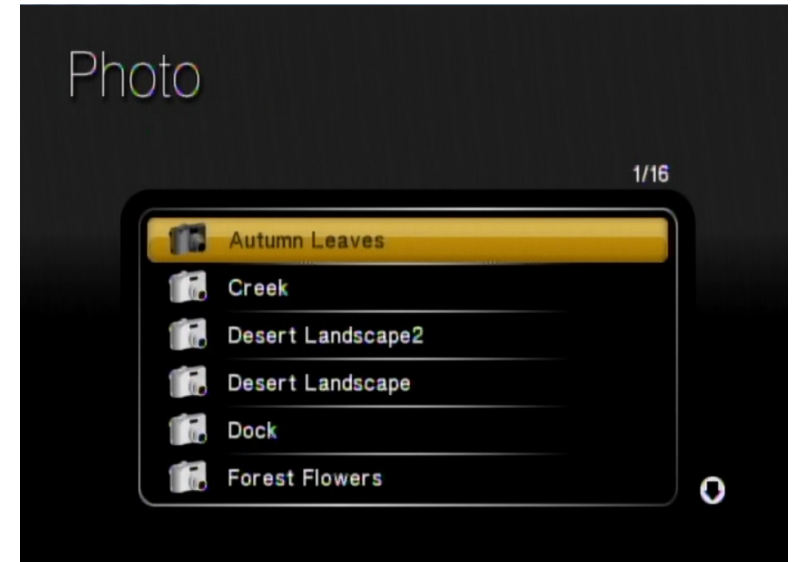 Photo
1/16
Autumn Leaves
Creek
Desert Landscape2
Desert Landscape
Dock
Forest Flowers